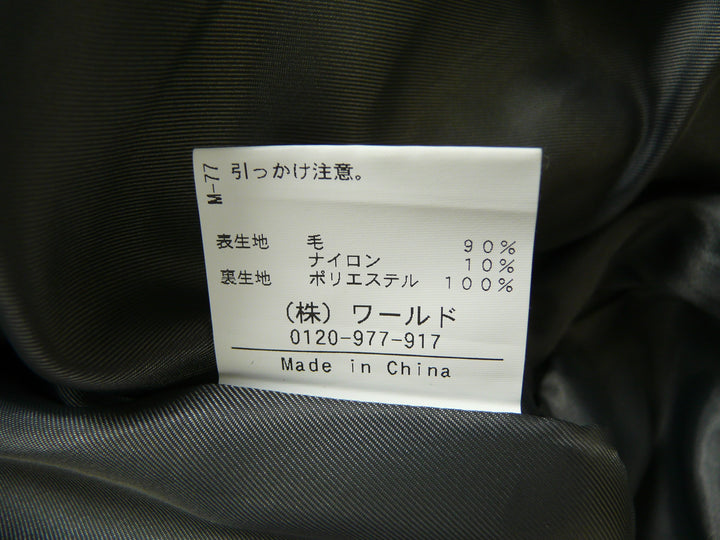 M-77
引っかけ注意。
表生地 毛 90%
ナイロン 10%
裏生地 ポリエステル 100%
(株) ワールド
0120-977-917
Made in China